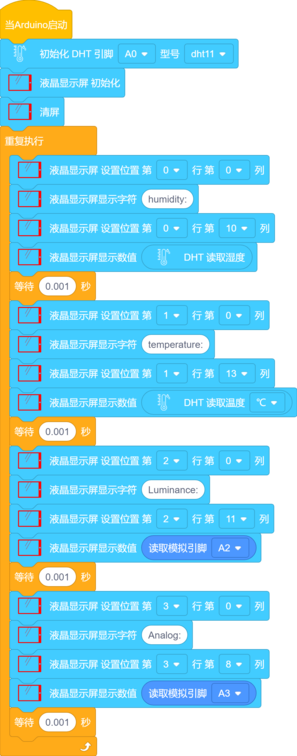 当Arduino启动
初始化 DHT 引脚 A0 型号 dht11
液晶显示屏 初始化
清屏
重复执行
液晶显示屏 设置位置 第 0 行 第 0 列
液晶显示屏显示字符 humidity:
液晶显示屏 设置位置 第 0 行 第 10 列
液晶显示屏显示数值 DHT 读取湿度
等待 0.001 秒
液晶显示屏 设置位置 第 1 行 第 0 列
液晶显示屏显示字符 temperature:
液晶显示屏 设置位置 第 1 行 第 13 列
液晶显示屏显示数值 DHT 读取温度 ℃
等待 0.001 秒
液晶显示屏 设置位置 第 2 行 第 0 列
液晶显示屏显示字符 Luminance:
液晶显示屏 设置位置 第 2 行 第 11 列
液晶显示屏显示数值 读取模拟引脚 A2
等待 0.001 秒
液晶显示屏 设置位置 第 3 行 第 0 列
液晶显示屏显示字符 Analog:
液晶显示屏 设置位置 第 3 行 第 8 列
液晶显示屏显示数值 读取模拟引脚 A3
等待 0.001 秒